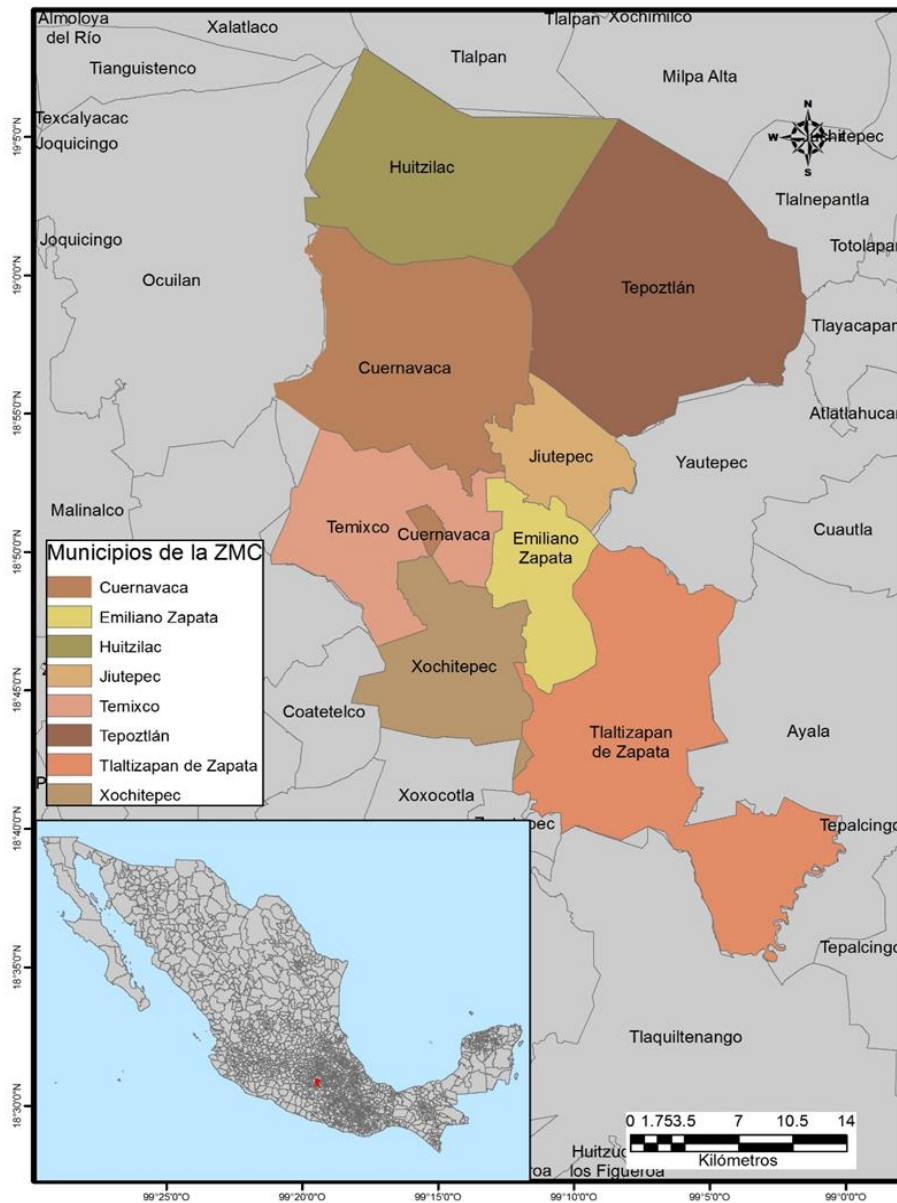 Almoloya
del Río
Xalatlaco
Tlalpan
Xochimilco
Tlalpan
Tianguistenco
Milpa Alta
Texcalyacac
Joquicingo
N
W
S
Huitzilac
Tlalnepantla
Joquicingo
Totolapan
Ocuilan
Tepoztlán
Tlayacapan
Cuernavaca
Atlatlahucan
Jiutepec
Yautepec
Malinalco
Temixco
Cuernavaca
Emiliano
Zapata
Cuautla
Municipios de la ZMC
Cuernavaca
Emiliano Zapata
Huitzilac
Jiutepec
Temixco
Tepoztlán
Tlaltizapan de Zapata
Xochitepec
Xochitepec
Coatetelco
Tlaltizapan
de Zapata
Ayala
Xoxocotla
Tepalcingo
Tepalcingo
Tlaquiltenango
0 1.75 3.5 7 10.5 14
Kilómetros
los Figueroa
19°5'0"N
19°0'0"N
18°55'0"N
18°50'0"N
18°45'0"N
18°40'0"N
18°35'0"N
18°30'0"N
99°25'0"W
99°20'0"W
99°15'0"W
99°10'0"W
99°5'0"W
99°0'0"W